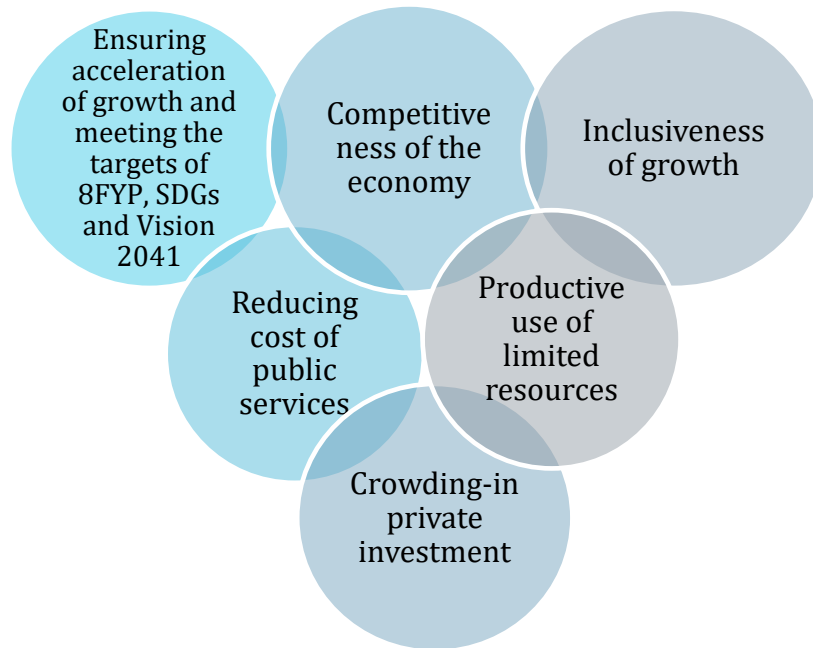 Ensuring
acceleration
of growth and
meeting the
targets of
8FYP, SDGs
and Vision
2041
Competitive
ness of the
economy
Inclusiveness
of growth
Reducing
cost of
public
services
Productive
use of
limited
resources
Crowding-in
private
investment